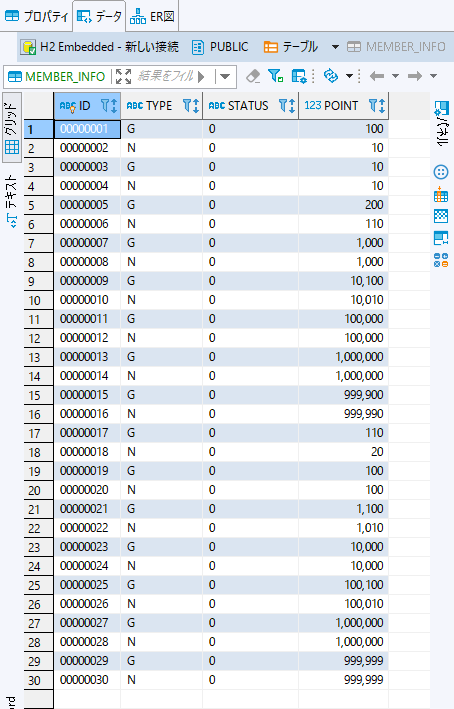 プロパティ データ ER図
H2 Embedded - 新しい接続 PUBLIC テーブル MEMBER_INFO
MEMBER_INFO 結果をフィル
グリッド
テキスト
ABC ID ABC TYPE ABC STATUS 123 POINT
1 00000001 G 0 100
2 00000002 N 0 10
3 00000003 G 0 10
4 00000004 N 0 10
5 00000005 G 0 200
6 00000006 N 0 110
7 00000007 G 0 1,000
8 00000008 N 0 1,000
9 00000009 G 0 10,100
10 00000010 N 0 10,010
11 00000011 G 0 100,000
12 00000012 N 0 100,000
13 00000013 G 0 1,000,000
14 00000014 N 0 1,000,000
15 00000015 G 0 999,900
16 00000016 N 0 999,990
17 00000017 G 0 110
18 00000018 N 0 20
19 00000019 G 0 100
20 00000020 N 0 100
21 00000021 G 0 1,100
22 00000022 N 0 1,010
23 00000023 G 0 10,000
24 00000024 N 0 10,000
25 00000025 G 0 100,100
26 00000026 N 0 100,010
27 00000027 G 0 1,000,000
28 00000028 N 0 1,000,000
29 00000029 G 0 999,999
30 00000030 N 0 999,999
パネル
ord